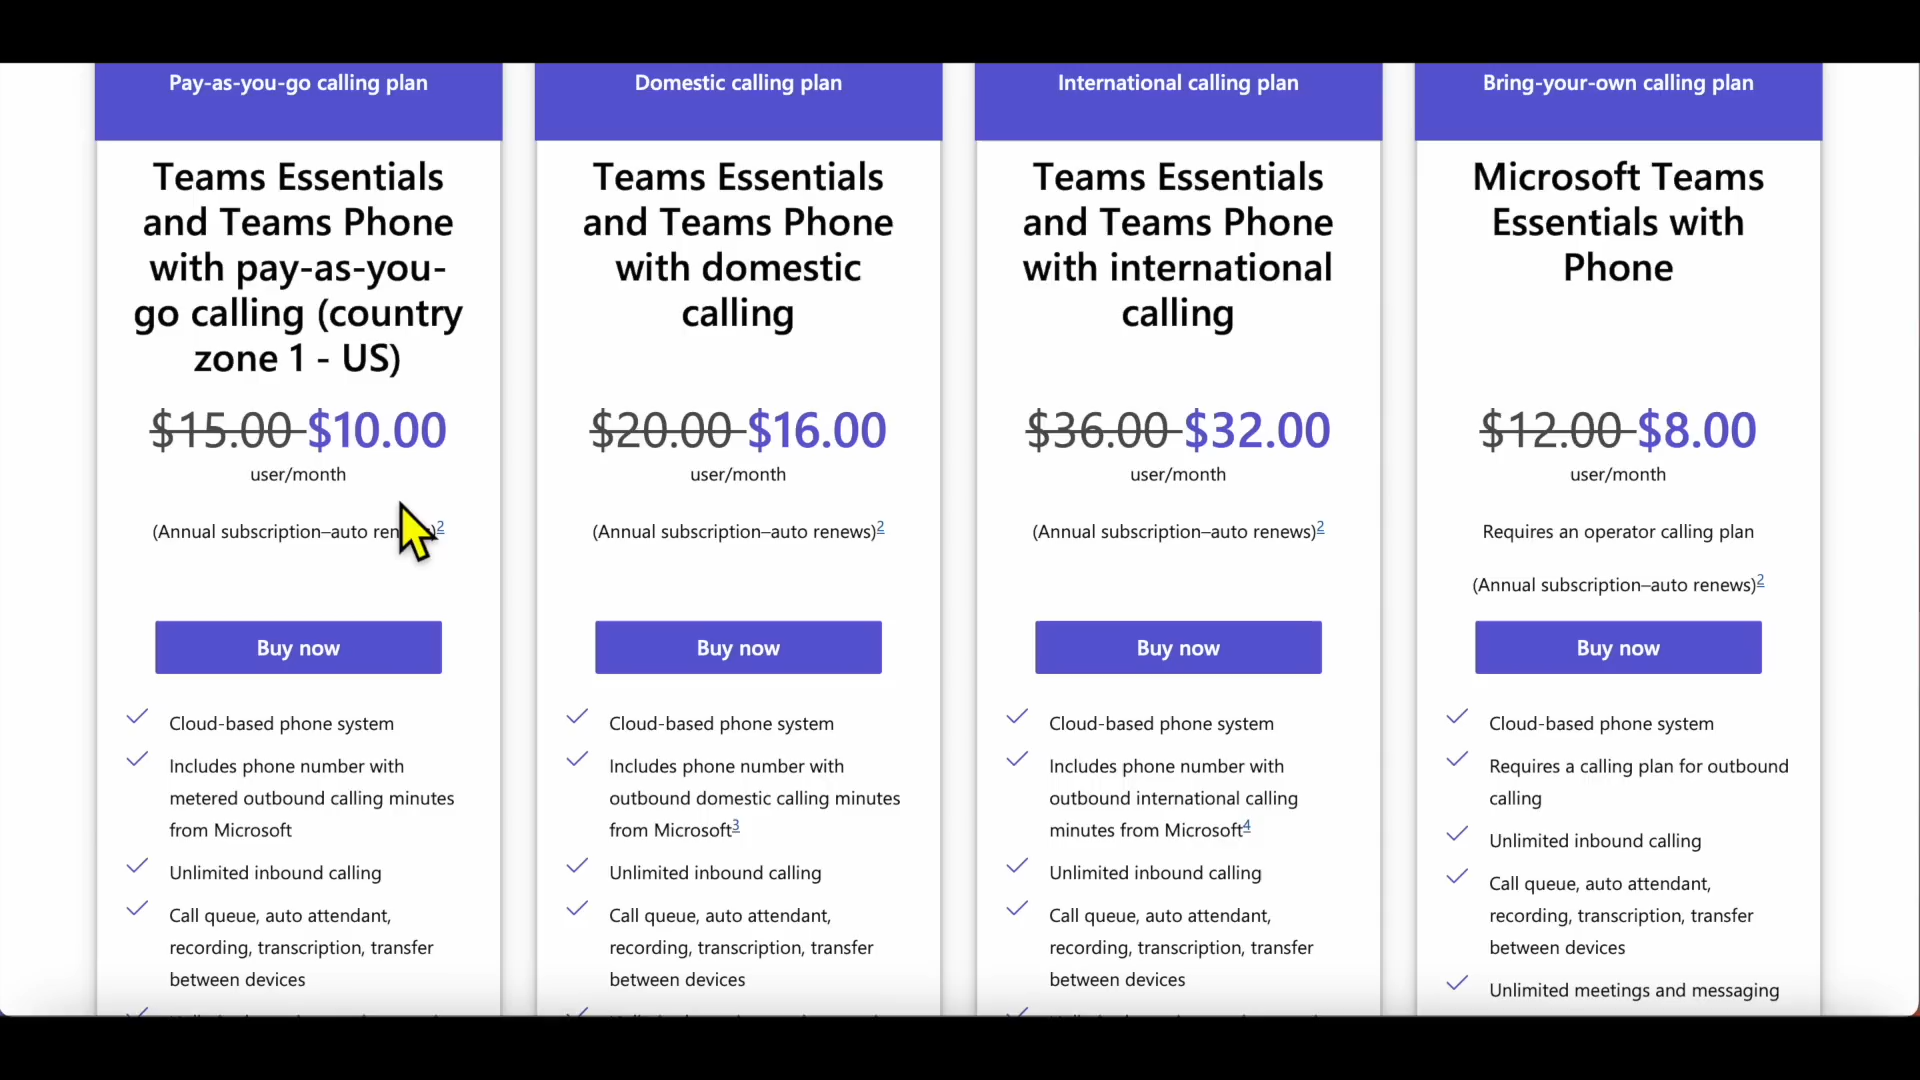 Pay-as-you-go calling plan
Teams Essentials
and Teams Phone
with pay-as-you-
go calling (country
zone 1 - US)
$15.00 $10.00
user/month
(Annual subscription–auto ren )2
Buy now
Cloud-based phone system
Includes phone number with
metered outbound calling minutes
from Microsoft
Unlimited inbound calling
Call queue, auto attendant,
recording, transcription, transfer
between devices
Domestic calling plan
Teams Essentials
and Teams Phone
with domestic
calling
$20.00 $16.00
user/month
(Annual subscription–auto renews)2
Buy now
Cloud-based phone system
Includes phone number with
outbound domestic calling minutes
from Microsoft3
Unlimited inbound calling
Call queue, auto attendant,
recording, transcription, transfer
between devices
International calling plan
Teams Essentials
and Teams Phone
with international
calling
$36.00 $32.00
user/month
(Annual subscription–auto renews)2
Buy now
Cloud-based phone system
Includes phone number with
outbound international calling
minutes from Microsoft4
Unlimited inbound calling
Call queue, auto attendant,
recording, transcription, transfer
between devices
Bring-your-own calling plan
Microsoft Teams
Essentials with
Phone
$12.00 $8.00
user/month
Requires an operator calling plan
(Annual subscription–auto renews)2
Buy now
Cloud-based phone system
Requires a calling plan for outbound
calling
Unlimited inbound calling
Call queue, auto attendant,
recording, transcription, transfer
between devices
Unlimited meetings and messaging